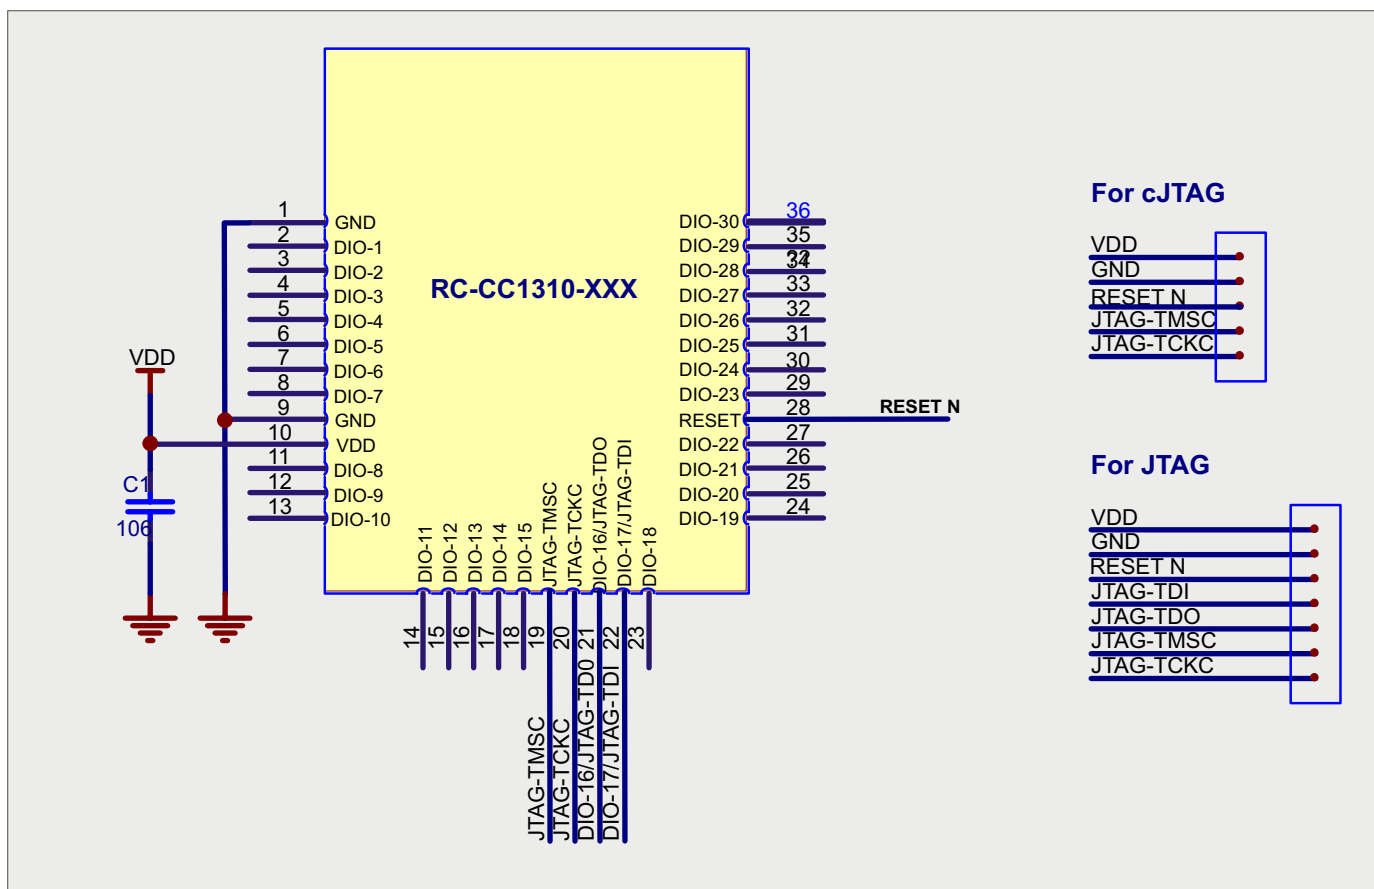 RC-CC1310-XXX
1 GND
2 DIO-1
3 DIO-2
4 DIO-3
5 DIO-4
6 DIO-5
7 DIO-6
8 DIO-7
9 GND
10 VDD
11 DIO-8
12 DIO-9
13 DIO-10
VDD
C1
106
DIO-11
DIO-12
DIO-13
DIO-14
DIO-15
JTAG-TMSC
JTAG-TCKC
DIO-16/JTAG-TDO
DIO-17/JTAG-TDI
DIO-18
14
15
16
17
18
19
20
21
22
23
JTAG-TMSC
JTAG-TCKC
DIO-16/JTAG-TD0
DIO-17/JTAG-TDI
DIO-30 36
DIO-29 35
DIO-28 34
DIO-27 33
DIO-26 32
DIO-25 31
DIO-24 30
DIO-23 29
RESET 28
RESET N
DIO-22 27
DIO-21 26
DIO-20 25
DIO-19 24
For cJTAG
VDD
GND
RESET N
JTAG-TMSC
JTAG-TCKC
For JTAG
VDD
GND
RESET N
JTAG-TDI
JTAG-TDO
JTAG-TMSC
JTAG-TCKC